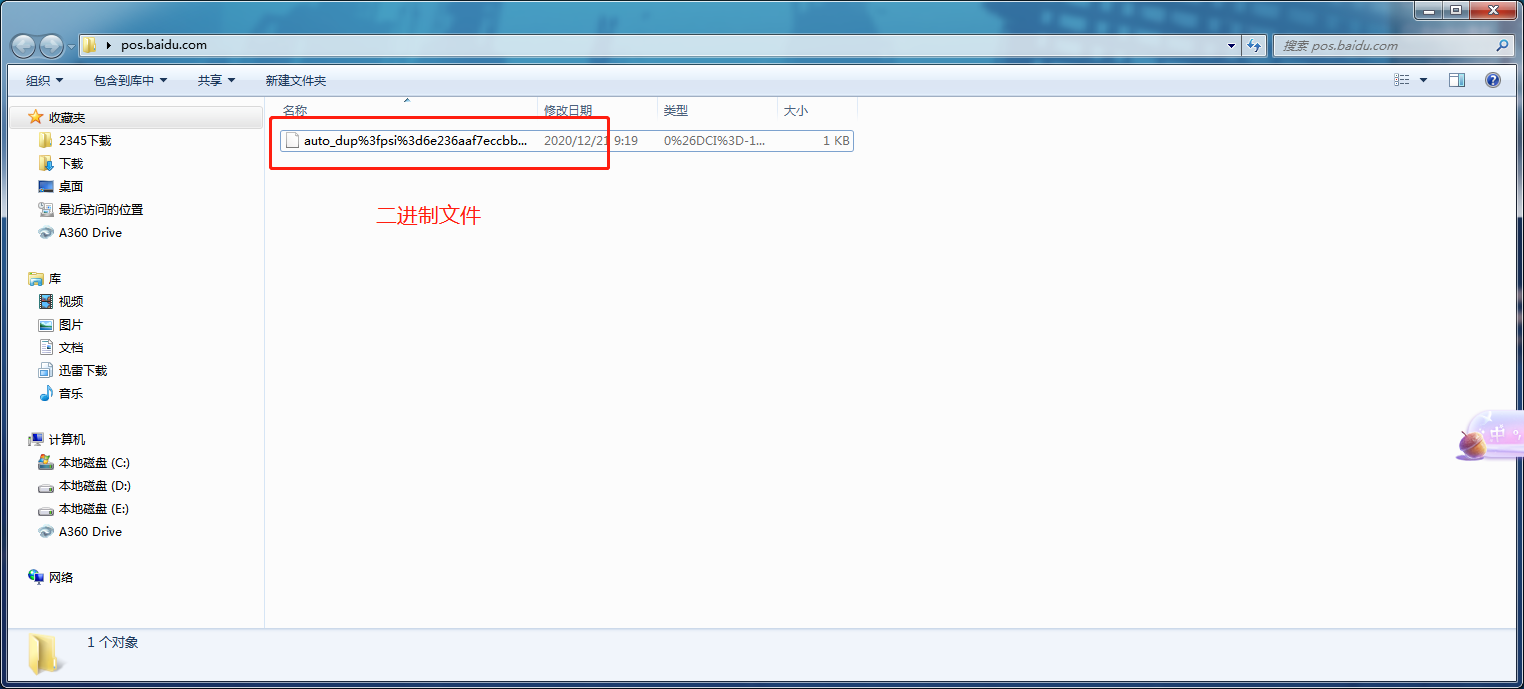 pos.baidu.com
搜索 pos.baidu.com
组织 包含到库中 共享 新建文件夹
名称 修改日期 类型 大小
auto_dup%3fpsi%3d6e236aaf7eccbb... 2020/12/21 9:19 0%26DCI%3D-1... 1 KB
二进制文件
收藏夹
2345下载
下载
桌面
最近访问的位置
A360 Drive
库
视频
图片
文档
迅雷下载
音乐
计算机
本地磁盘 (C:)
本地磁盘 (D:)
本地磁盘 (E:)
A360 Drive
网络
中
1 个对象